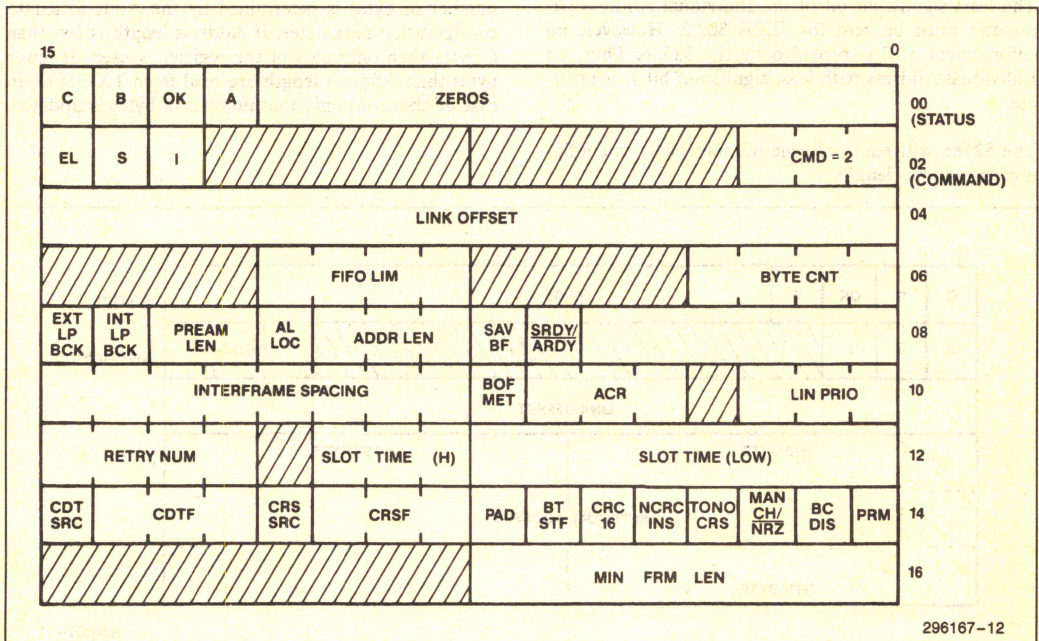 15 0
C B OK A ZEROS 00 (STATUS
EL S I CMD = 2 02 (COMMAND)
LINK OFFSET 04
FIFO LIM BYTE CNT 06
EXT LP BCK INT LP BCK PREAM LEN AL LOC ADDR LEN SAV BF SRDY/ARDY 08
INTERFRAME SPACING BOF MET ACR LIN PRIO 10
RETRY NUM SLOT TIME (H) SLOT TIME (LOW) 12
CDT SRC CDTF CRS SRC CRSF PAD BT STF CRC 16 NCRC INS TONO CRS MAN CH/NRZ BC DIS PRM 14
MIN FRM LEN 16
296167–12